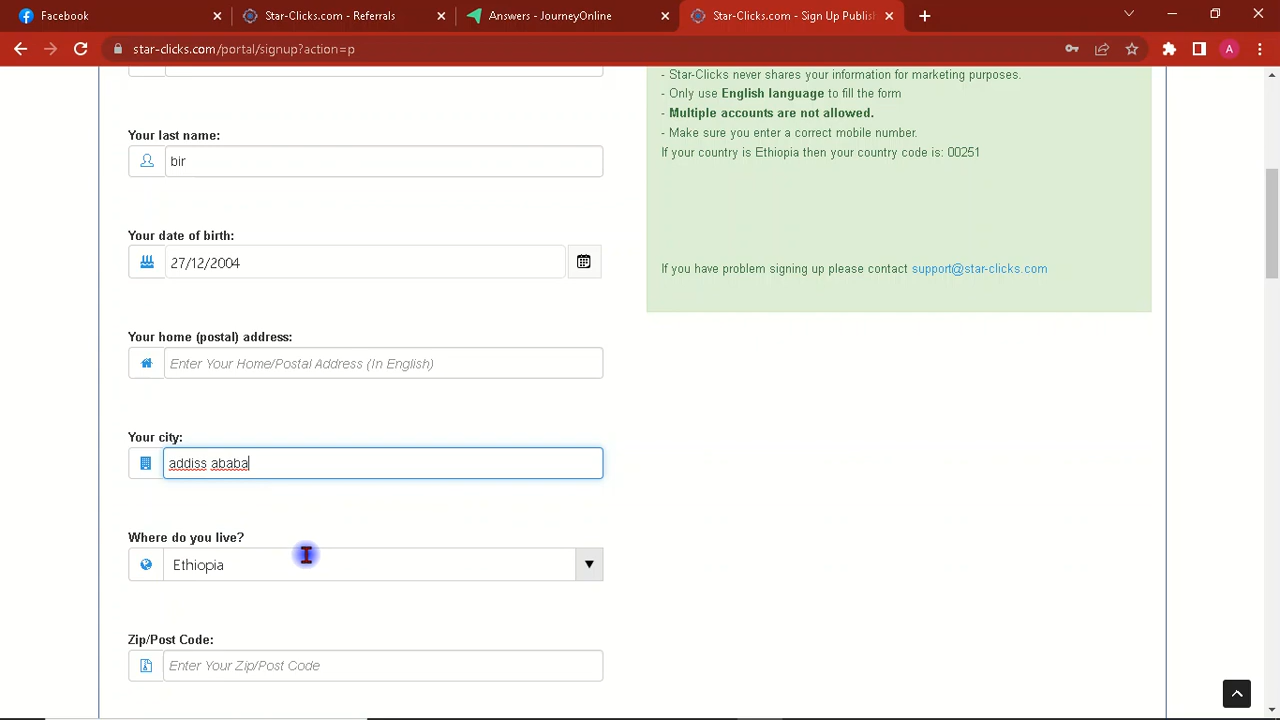 Facebook
Star-Clicks.com - Referrals
Answers - JourneyOnline
Star-Clicks.com - Sign Up Publis
star-clicks.com/portal/signup?action=p
A
- Star-Clicks never shares your information for marketing purposes.
- Only use English language to fill the form
- Multiple accounts are not allowed.
- Make sure you enter a correct mobile number.
If your country is Ethiopia then your country code is: 00251
If you have problem signing up please contact support@star-clicks.com
Your last name:
bir
Your date of birth:
27/12/2004
Your home (postal) address:
Enter Your Home/Postal Address (In English)
Your city:
addiss ababa
Where do you live?
Ethiopia
Zip/Post Code:
Enter Your Zip/Post Code